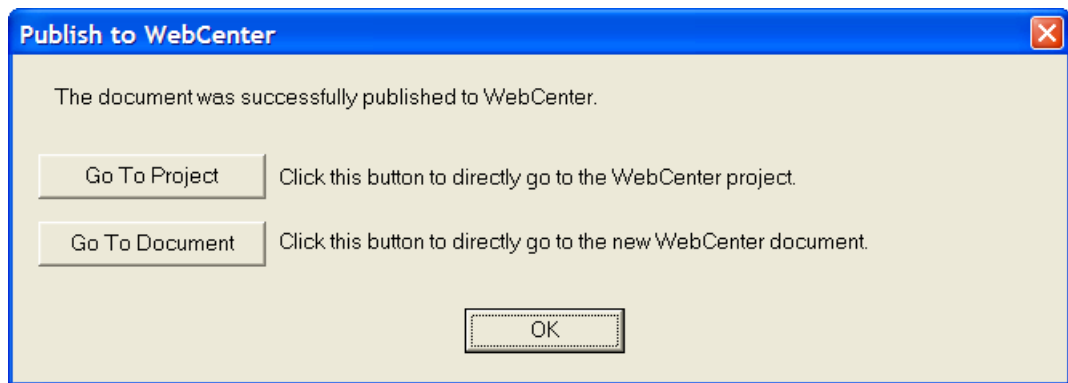 Publish to WebCenter
The document was successfully published to WebCenter.
Go To Project Click this button to directly go to the WebCenter project.
Go To Document Click this button to directly go to the new WebCenter document.
OK